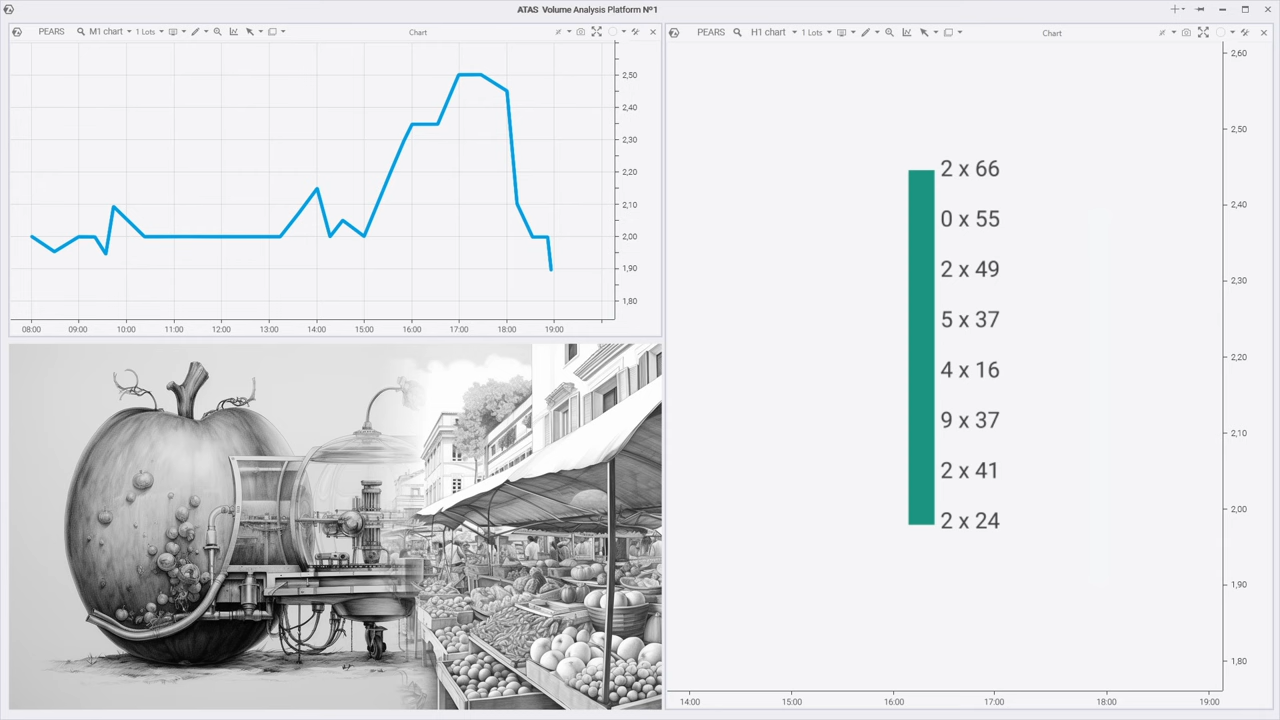 ATAS Volume Analysis Platform №1
PEARS M1 chart 1 Lots Chart
2,50
2,40
2,30
2,20
2,10
2,00
1,90
1,80
08:00 09:00 10:00 11:00 12:00 13:00 14:00 15:00 16:00 17:00 18:00 19:00
PEARS H1 chart 1 Lots Chart
2,60
2,50
2,40
2,30
2,20
2,10
2,00
1,90
1,80
2 x 66
0 x 55
2 x 49
5 x 37
4 x 16
9 x 37
2 x 41
2 x 24
14:00 15:00 16:00 17:00 18:00 19:00